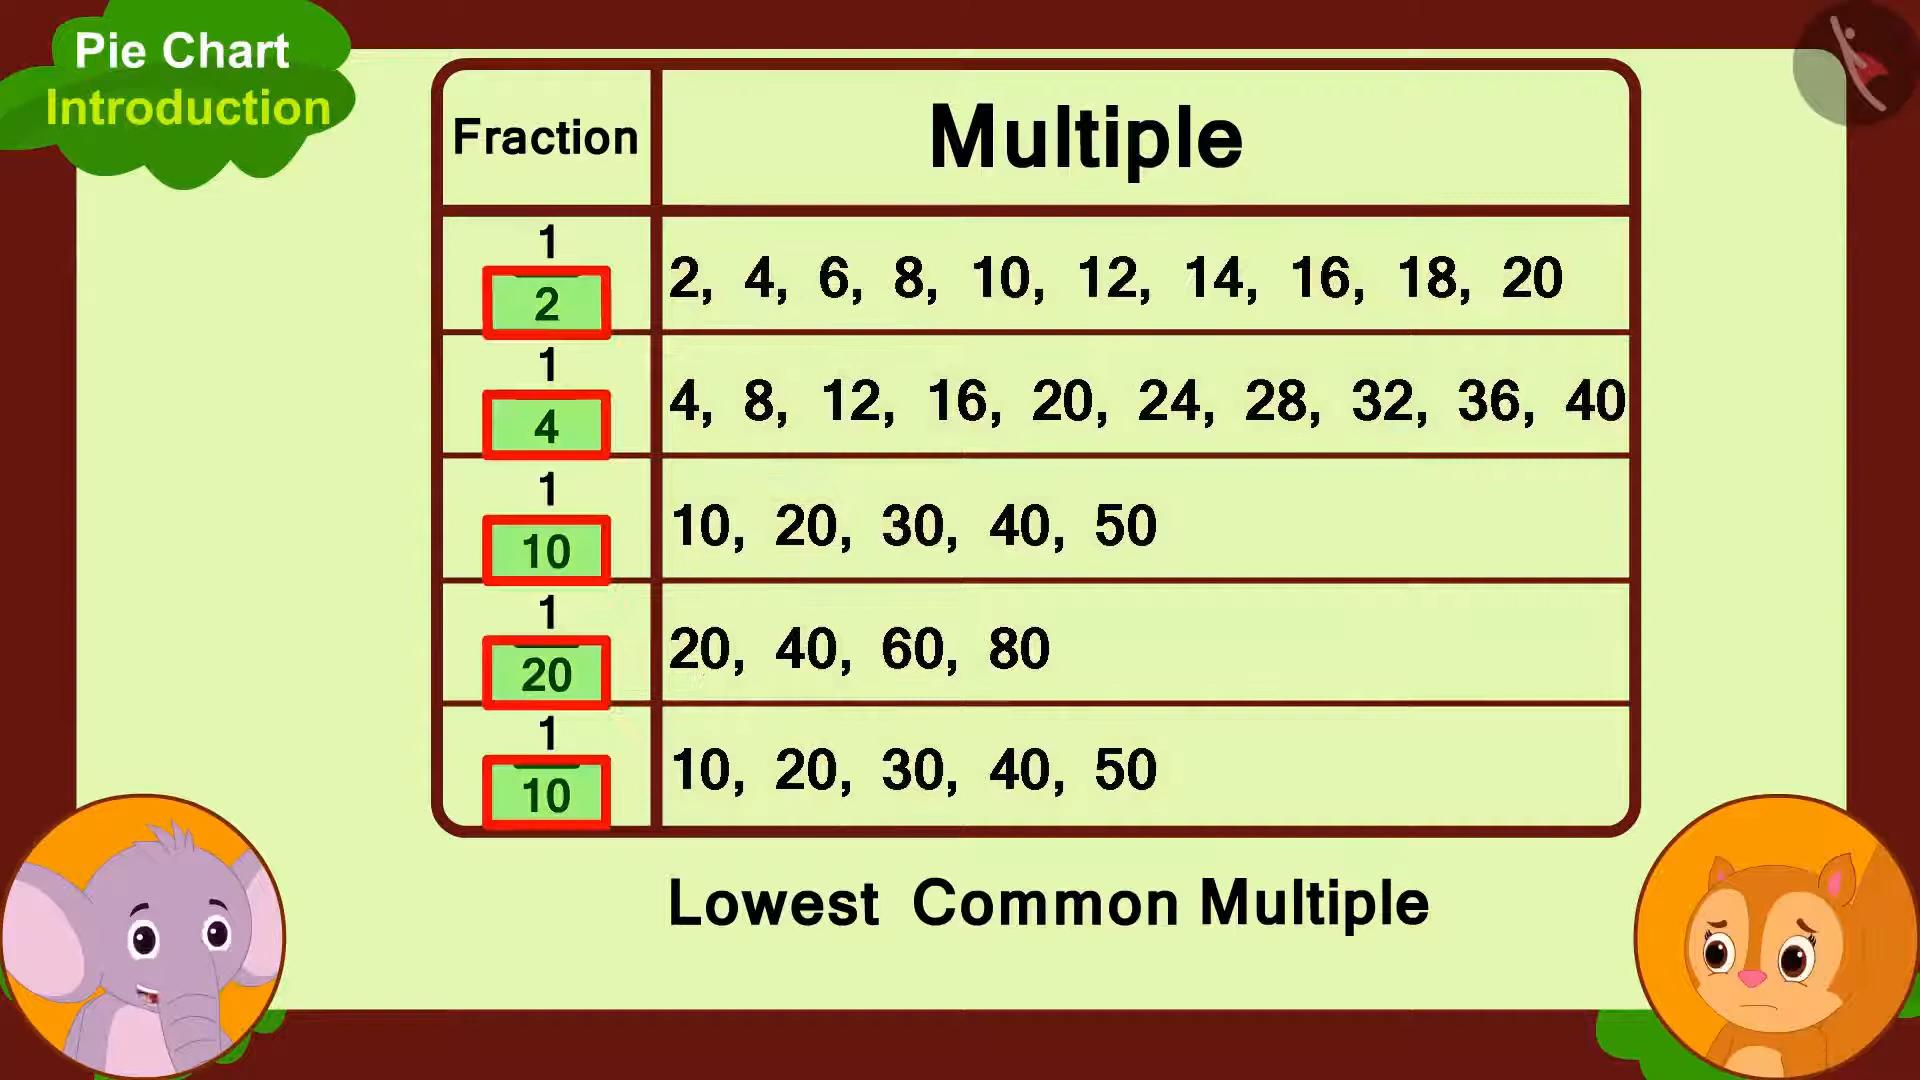 Pie Chart
Introduction
Fraction Multiple
1
2
2, 4, 6, 8, 10, 12, 14, 16, 18, 20
1
4
4, 8, 12, 16, 20, 24, 28, 32, 36, 40
1
10
10, 20, 30, 40, 50
1
20
20, 40, 60, 80
1
10
10, 20, 30, 40, 50
Lowest Common Multiple